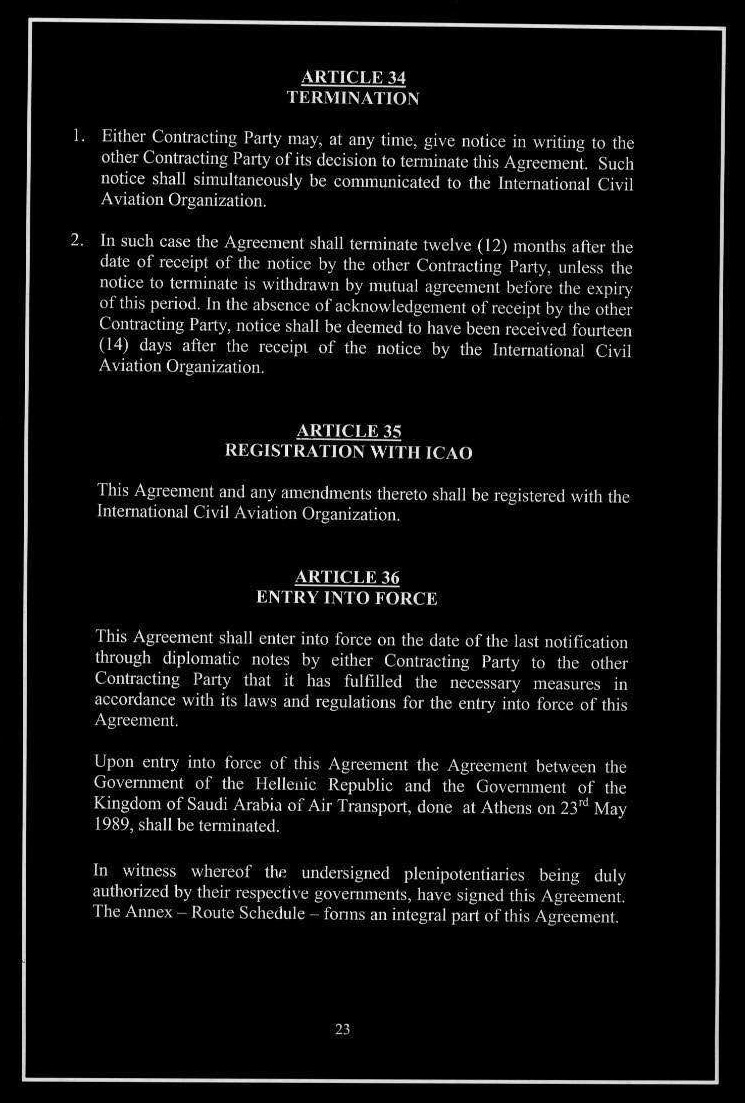 ARTICLE 34
TERMINATION
1. Either Contracting Party may, at any time, give notice in writing to the
other Contracting Party of its decision to terminate this Agreement. Such
notice shall simultaneously be communicated to the International Civil
Aviation Organization.
2. In such case the Agreement shall terminate twelve (12) months after the
date of receipt of the notice by the other Contracting Party, unless the
notice to terminate is withdrawn by mutual agreement before the expiry
of this period. In the absence of acknowledgement of receipt by the other
Contracting Party, notice shall be deemed to have been received fourteen
(14) days after the receipt of the notice by the International Civil
Aviation Organization.
ARTICLE 35
REGISTRATION WITH ICAO
This Agreement and any amendments thereto shall be registered with the
International Civil Aviation Organization.
ARTICLE 36
ENTRY INTO FORCE
This Agreement shall enter into force on the date of the last notification
through diplomatic notes by either Contracting Party to the other
Contracting Party that it has fulfilled the necessary measures in
accordance with its laws and regulations for the entry into force of this
Agreement.
Upon entry into force of this Agreement the Agreement between the
Government of the Hellenic Republic and the Government of the
Kingdom of Saudi Arabia of Air Transport, done at Athens on 23rd May
1989, shall be terminated.
In witness whereof the undersigned plenipotentiaries being duly
authorized by their respective governments, have signed this Agreement.
The Annex – Route Schedule – forms an integral part of this Agreement.
23